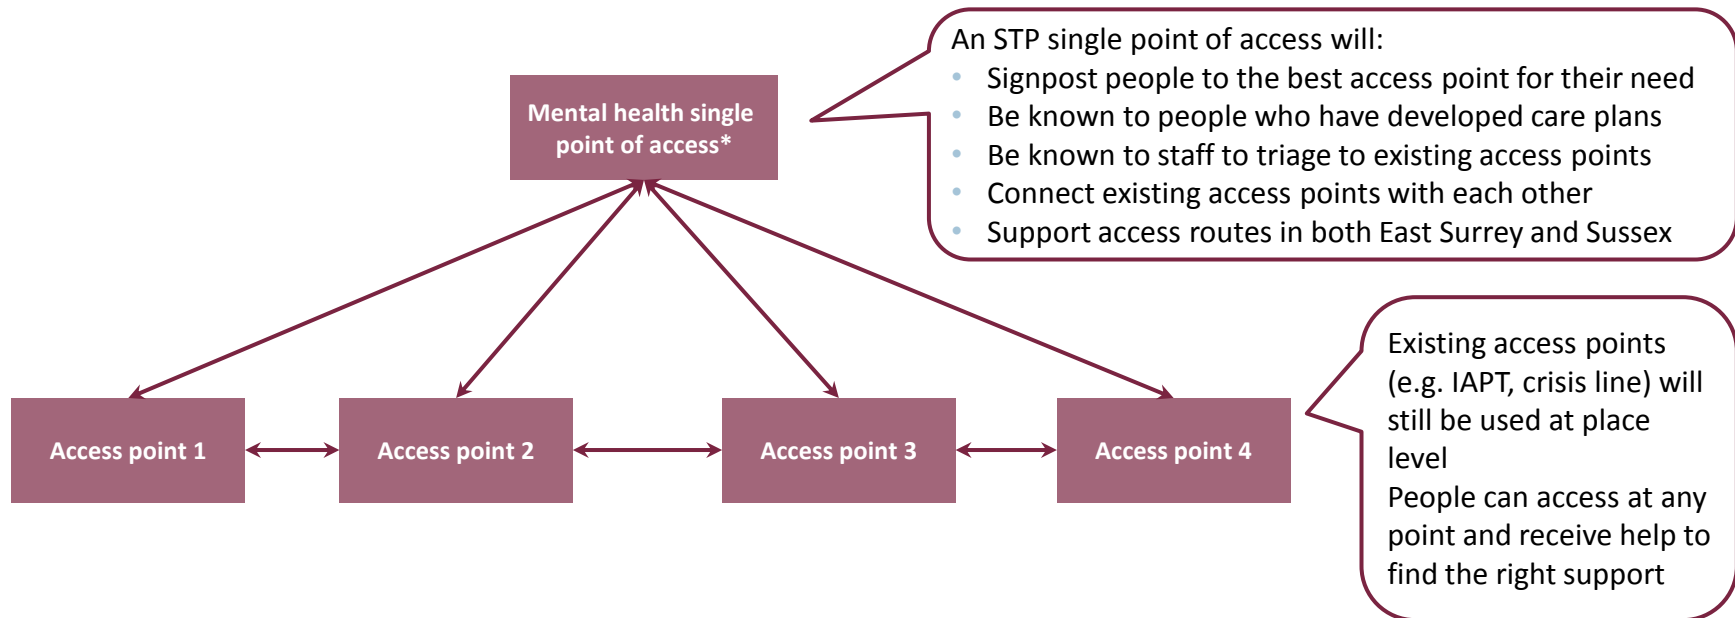 An STP single point of access will:
• Signpost people to the best access point for their need
• Be known to people who have developed care plans
• Be known to staff to triage to existing access points
• Connect existing access points with each other
• Support access routes in both East Surrey and Sussex
Mental health single
point of access*
Access point 1
Access point 2
Access point 3
Access point 4
Existing access points
(e.g. IAPT, crisis line) will
still be used at place
level
People can access at any
point and receive help to
find the right support